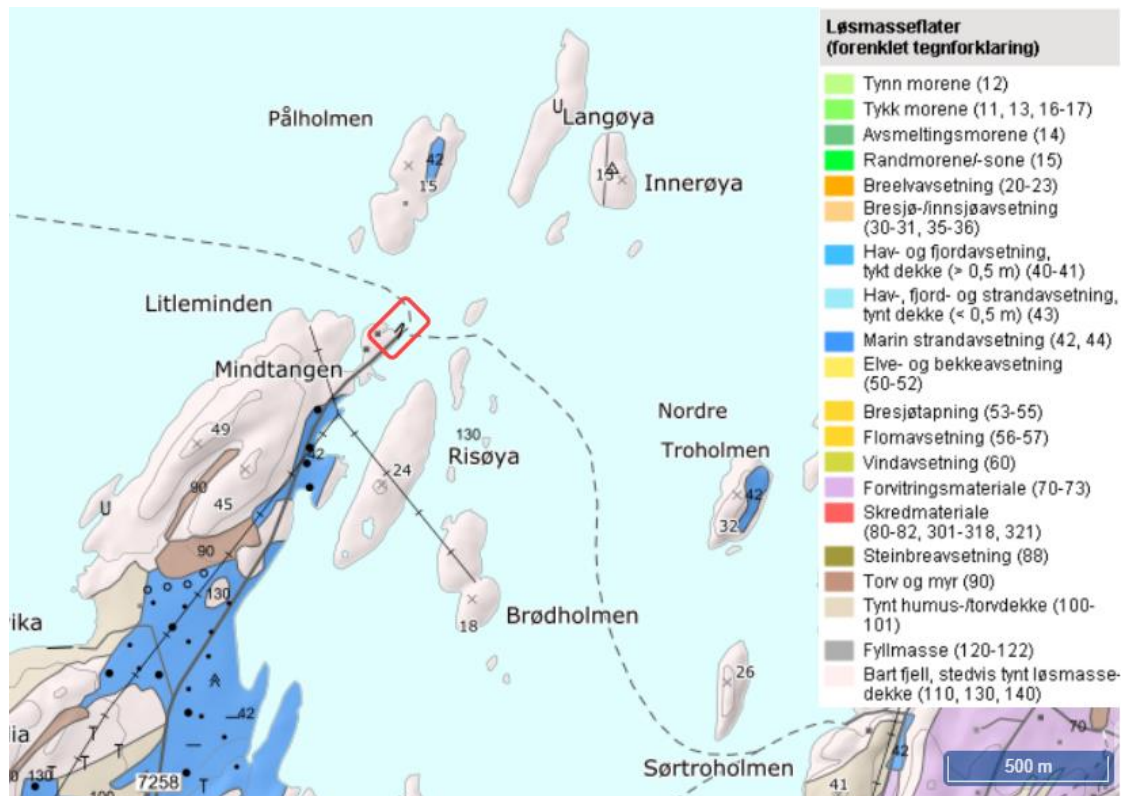 Løsmasseflater
(forenklet tegnforklaring)
Tynn morene (12)
Tykk morene (11, 13, 16-17)
Avsmeltingsmorene (14)
Randmorene/-sone (15)
Breelvavsetning (20-23)
Bresjø-/innsjøavsetning
(30-31, 35-36)
Hav- og fjordavsetning,
tykt dekke (> 0,5 m) (40-41)
Hav-, fjord- og strandavsetning,
tynt dekke (< 0,5 m) (43)
Marin strandavsetning (42, 44)
Elve- og bekkeavsetning
(50-52)
Bresjøtapning (53-55)
Flomavsetning (56-57)
Vindavsetning (60)
Forvitringsmateriale (70-73)
Skredmateriale
(80-82, 301-318, 321)
Steinbreavsetning (88)
Torv og myr (90)
Tynt humus-/torvdekke (100-
101)
Fyllmasse (120-122)
Bart fjell, stedvis tynt løsmasse-
dekke (110, 130, 140)
Pålholmen
U
Langøya
42
15
15
Innerøya
Litleminden
Mindtangen
49
42
130
Nordre
Troholmen
Risøya
24
90
45
U
42
32
90
130
ika
18
Brødholmen
26
42
ia
T
T
T
T
7258
130
Sørtroholmen
42
70
41
500 m